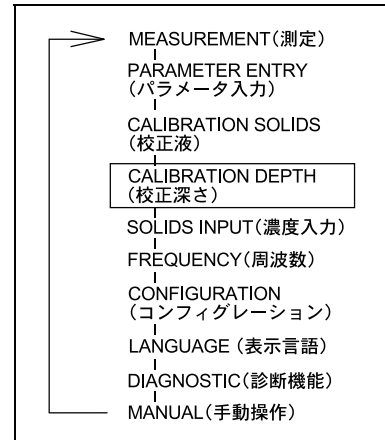 MEASUREMENT(測定)
PARAMETER ENTRY
(パラメータ入力)
CALIBRATION SOLIDS
(校正液)
CALIBRATION DEPTH
(校正深さ)
SOLIDS INPUT(濃度入力)
FREQUENCY(周波数)
CONFIGURATION
(コンフィグレーション)
LANGUAGE (表示言語)
DIAGNOSTIC(診断機能)
MANUAL(手動操作)